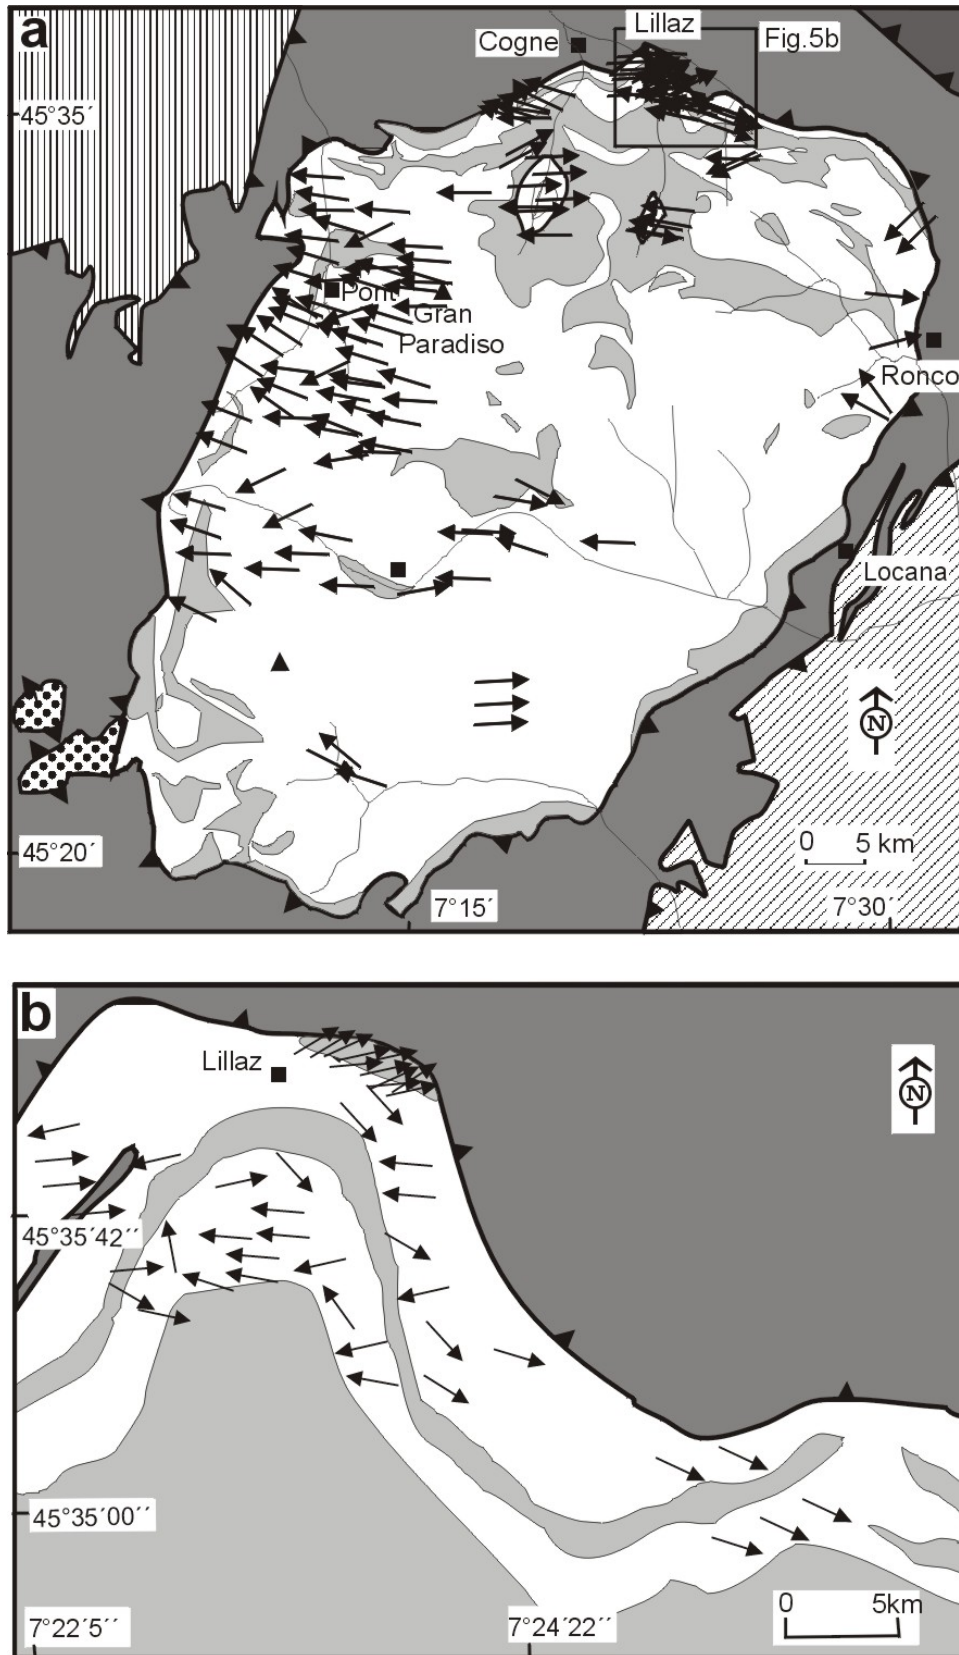 a
Cogne
Lillaz
Fig.5b
45°35´
Pont
Gran
Paradiso
Ronco
Locana
N
45°20´
0 5 km
7°15´
7°30´
b
Lillaz
N
45°35´42´´
45°35´00´´
0 5km
7°22´5´´
7°24´22´´